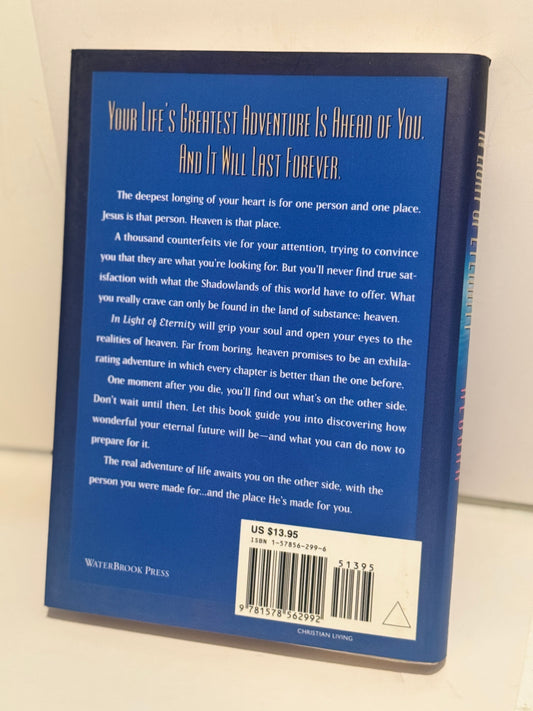 YOUR LIFE'S GREATEST ADVENTURE IS AHEAD OF YOU.
AND IT WILL LAST FOREVER.
The deepest longing of your heart is for one person and one place.
Jesus is that person. Heaven is that place.
A thousand counterfeits vie for your attention, trying to convince
you that they are what you're looking for. But you'll never find true sat-
isfaction with what the Shadowlands of this world have to offer. What
you really crave can only be found in the land of substance: heaven.
In Light of Eternity will grip your soul and open your eyes to the
realities of heaven. Far from boring, heaven promises to be an exhila-
rating adventure in which every chapter is better than the one before.
One moment after you die, you'll find out what's on the other side.
Don't wait until then. Let this book guide you into discovering how
wonderful your eternal future will be—and what you can do now to
prepare for it.
The real adventure of life awaits you on the other side, with the
person you were made for...and the place He's made for you.
WATERBROOK PRESS
US $13.95
ISBN 1-57856-299-6
51395
9 781578 562992
CHRISTIAN LIVING
IN LIGHT OF ETERNITY